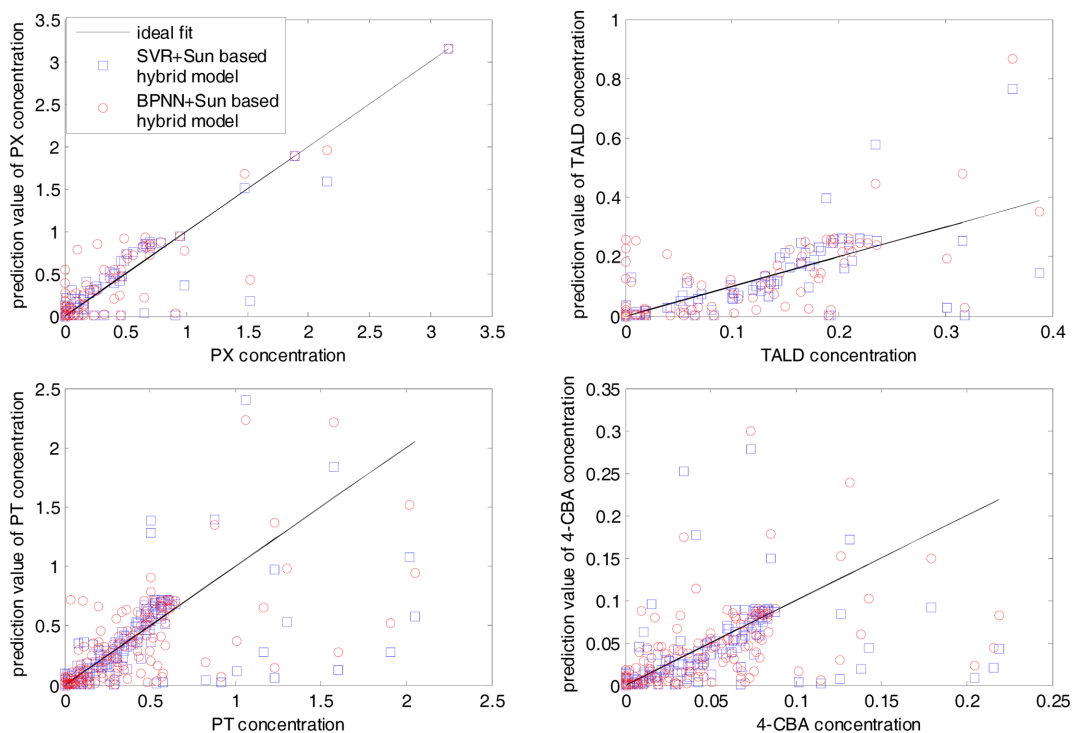 ideal fit
SVR+Sun based
hybrid model
BPNN+Sun based
hybrid model
prediction value of PX concentration
3.5
3
2.5
2
1.5
1
0.5
0
0 0.5 1 1.5 2 2.5 3 3.5
PX concentration
prediction value of TALD concentration
1
0.8
0.6
0.4
0.2
0
0 0.1 0.2 0.3 0.4
TALD concentration
prediction value of PT concentration
2.5
2
1.5
1
0.5
0
0 0.5 1 1.5 2 2.5
PT concentration
prediction value of 4-CBA concentration
0.35
0.3
0.25
0.2
0.15
0.1
0.05
0
0 0.05 0.1 0.15 0.2 0.25
4-CBA concentration